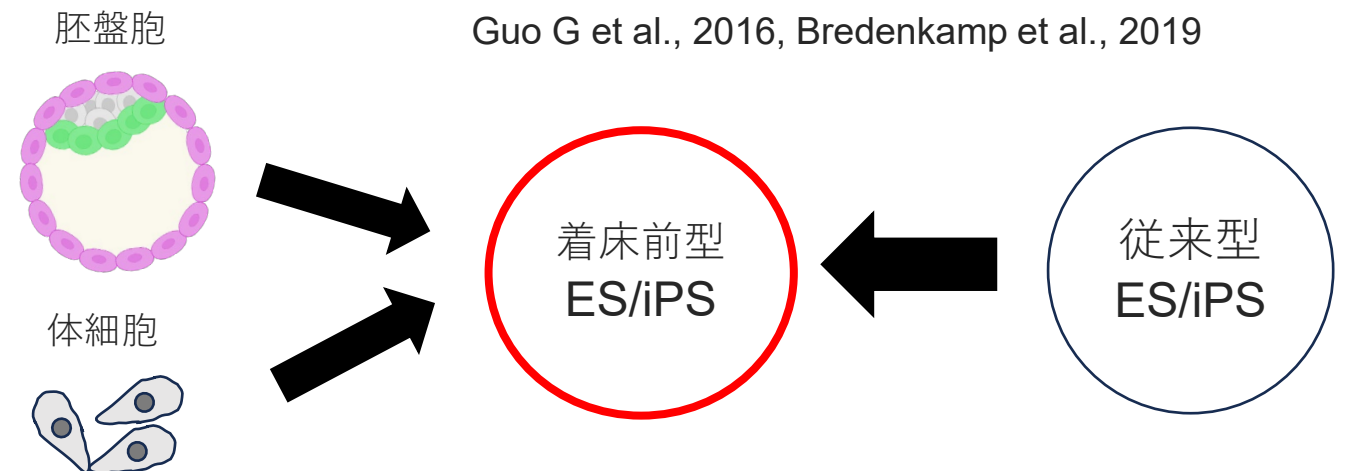 胚盤胞
Guo G et al., 2016, Bredenkamp et al., 2019
着床前型
ES/iPS
従来型
ES/iPS
体細胞